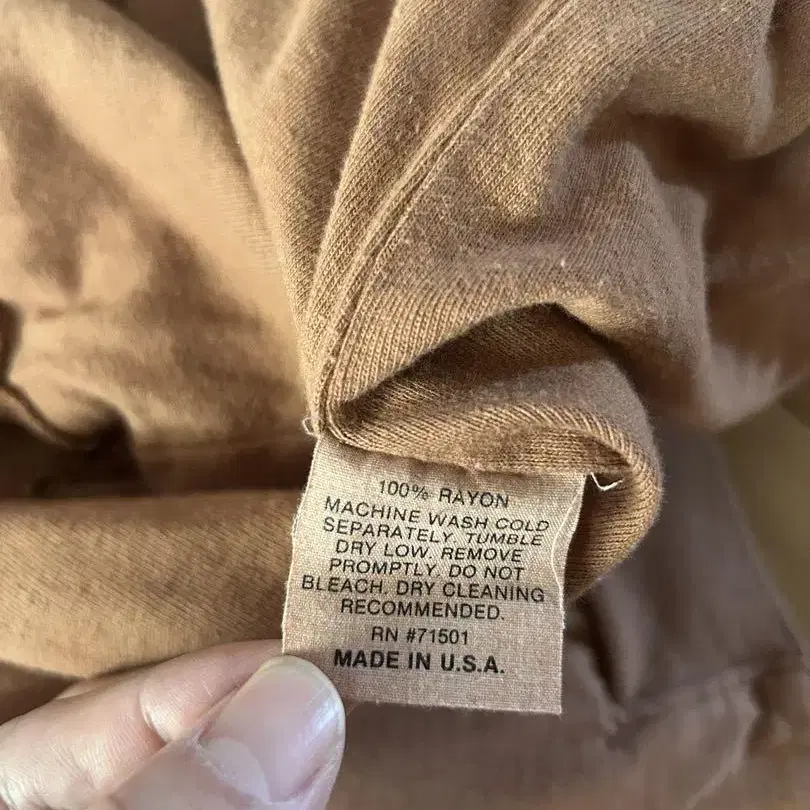 100% RAYON
MACHINE WASH COLD
SEPARATELY. TUMBLE
DRY LOW. REMOVE
PROMPTLY. DO NOT
BLEACH. DRY CLEANING
RECOMMENDED.
RN #71501
MADE IN U.S.A.